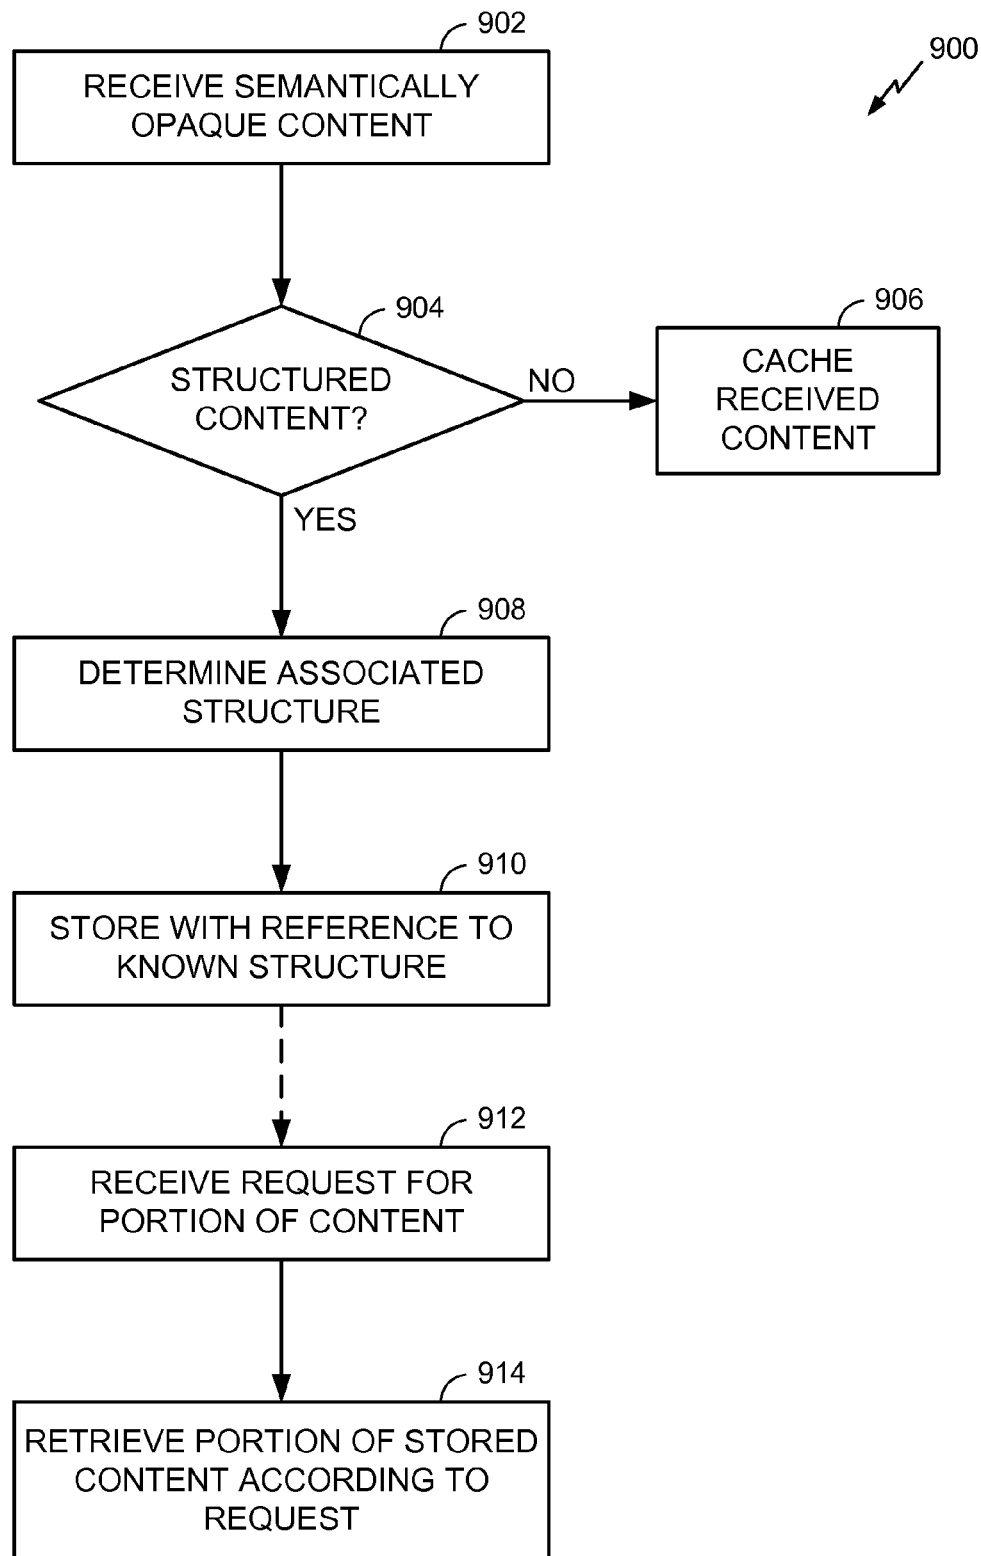 902
900
RECEIVE SEMANTICALLY
OPAQUE CONTENT
904
STRUCTURED
CONTENT?
NO
906
CACHE
RECEIVED
CONTENT
YES
908
DETERMINE ASSOCIATED
STRUCTURE
910
STORE WITH REFERENCE TO
KNOWN STRUCTURE
912
RECEIVE REQUEST FOR
PORTION OF CONTENT
914
RETRIEVE PORTION OF STORED
CONTENT ACCORDING TO
REQUEST